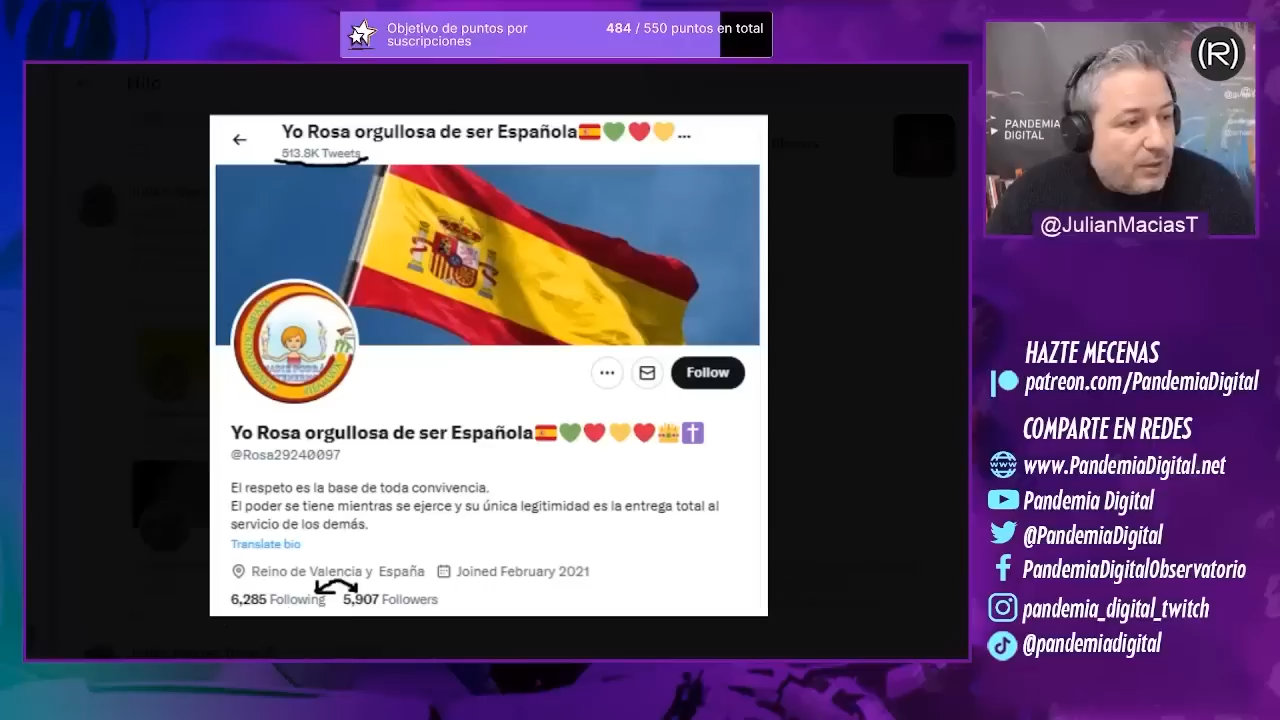 Objetivo de puntos por
suscripciones
484 / 550 puntos en total
Hilo
Yo Rosa orgullosa de ser Española🇪🇸💚❤️💛...
513.8K Tweets
Follow
Yo Rosa orgullosa de ser Española🇪🇸💚❤️💛❤️👑✝️
@Rosa29240097
El respeto es la base de toda convivencia.
El poder se tiene mientras se ejerce y su única legitimidad es la entrega total al
servicio de los demás.
Translate bio
Reino de Valencia y España Joined February 2021
6,285 Following 5,907 Followers
(R)
PANDEMIA
DIGITAL
@JulianMaciasT
HAZTE MECENAS
patreon.com/PandemiaDigital
COMPARTE EN REDES
www
www.PandemiaDigital.net
Pandemia Digital
@PandemiaDigital
PandemiaDigitalObservatorio
pandemia_digital_twitch
@pandemiadigital